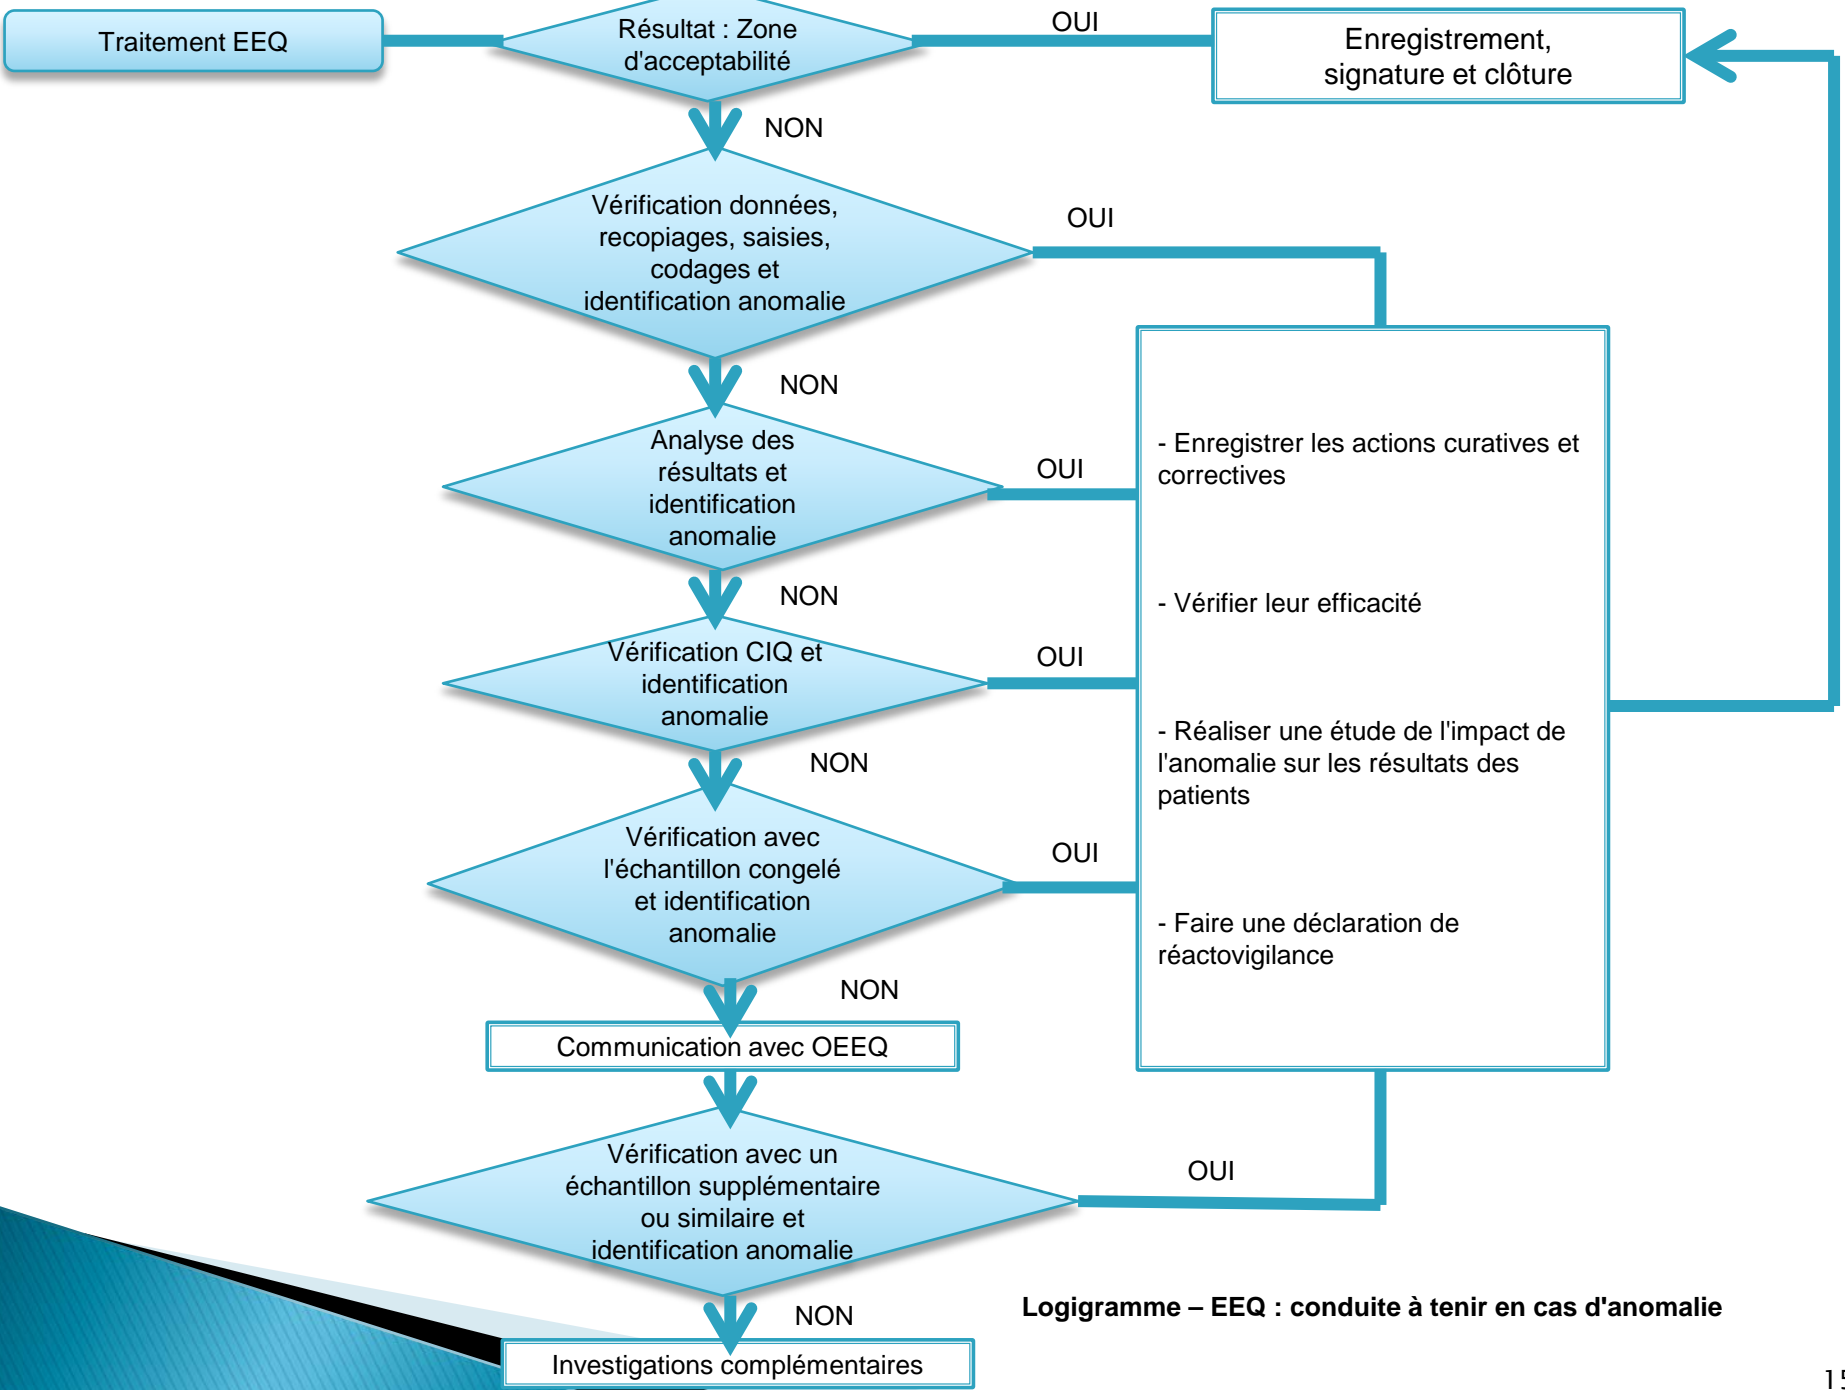 Traitement EEQ
Résultat : Zone
d'acceptabilité
OUI
Enregistrement,
signature et clôture
NON
Vérification données,
recopiages, saisies,
codages et
identification anomalie
OUI
NON
Analyse des
résultats et
identification
anomalie
OUI
NON
Vérification CIQ et
identification
anomalie
OUI
NON
Vérification avec
l'échantillon congelé
et identification
anomalie
OUI
NON
- Enregistrer les actions curatives et
correctives
- Vérifier leur efficacité
- Réaliser une étude de l'impact de
l'anomalie sur les résultats des
patients
- Faire une déclaration de
réactovigilance
Communication avec OEEQ
Vérification avec un
échantillon supplémentaire
ou similaire et
identification anomalie
OUI
NON
Investigations complémentaires
Logigramme – EEQ : conduite à tenir en cas d'anomalie
15